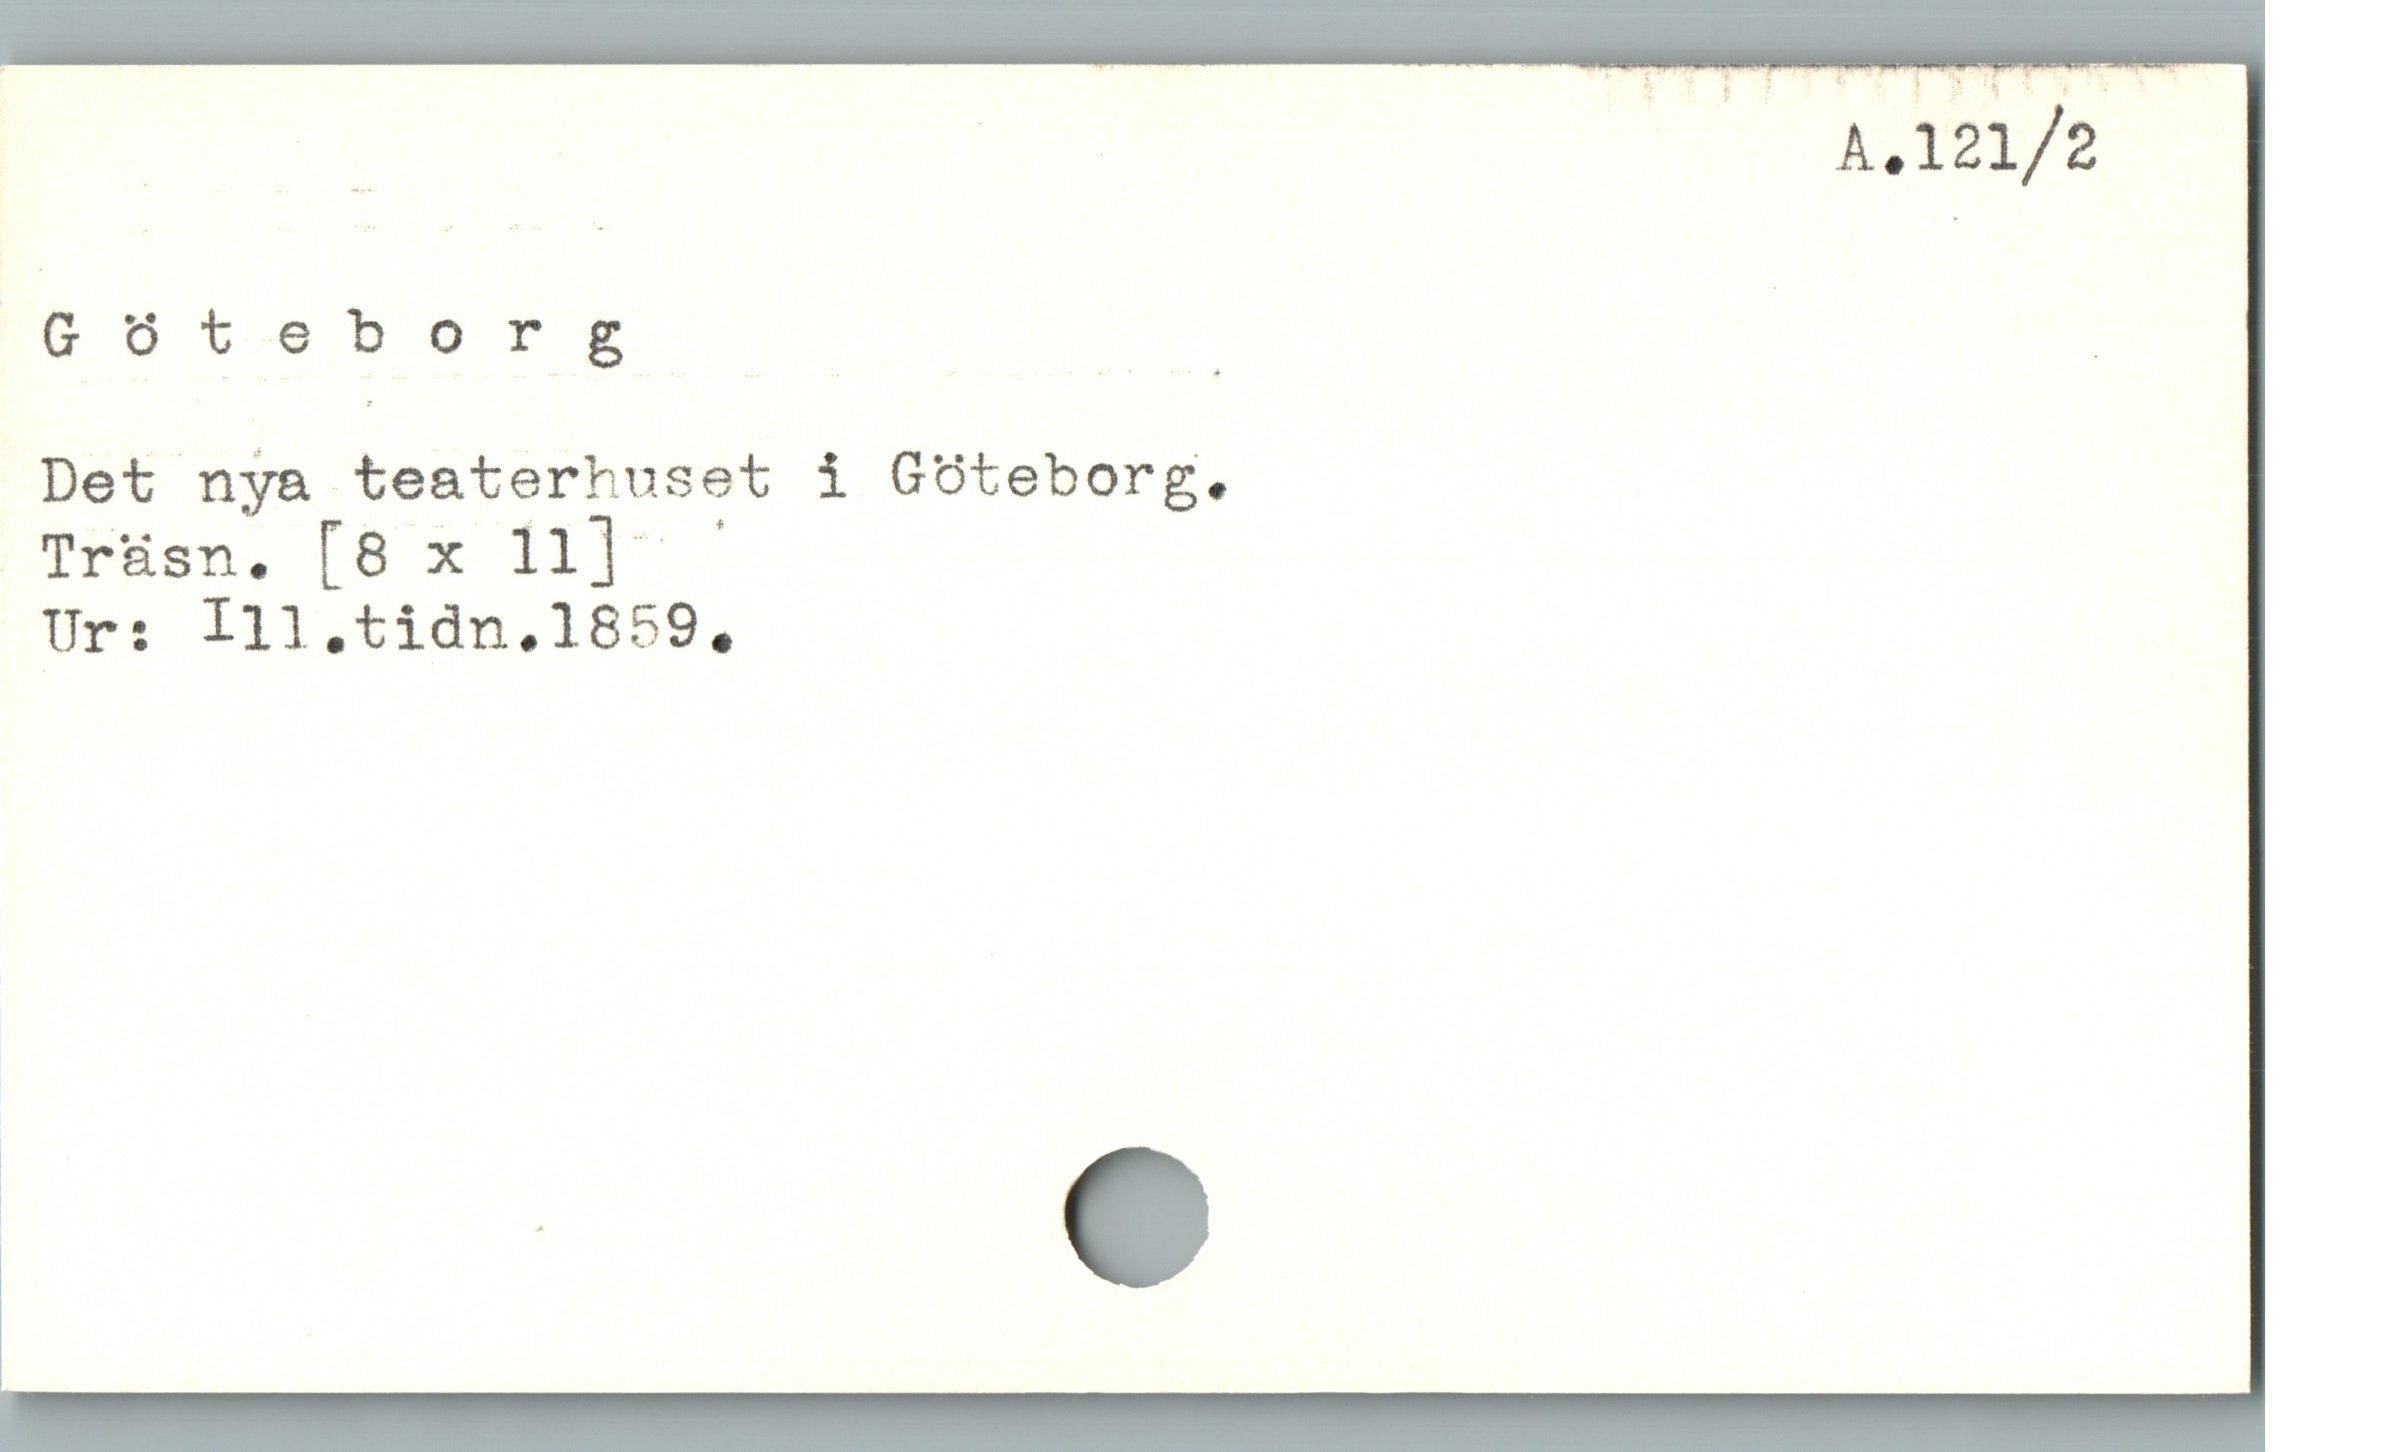 A.121/2
G ö t e b o r g
Det nya teaterhuset i Göteborg.
Träsn. [8 x 11]
Ur: Ill.tidn.1859.